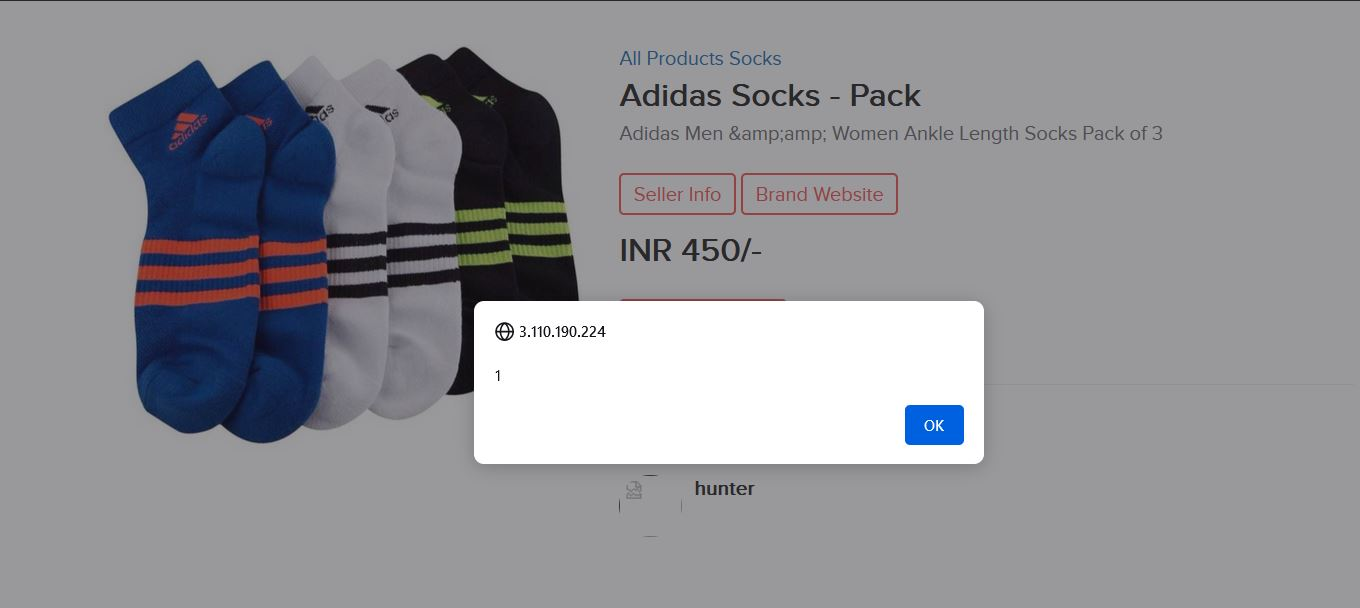 All Products Socks
Adidas Socks - Pack
Adidas Men &amp;amp; Women Ankle Length Socks Pack of 3
Seller Info Brand Website
INR 450/-
3.110.190.224
1
OK
hunter
adidas